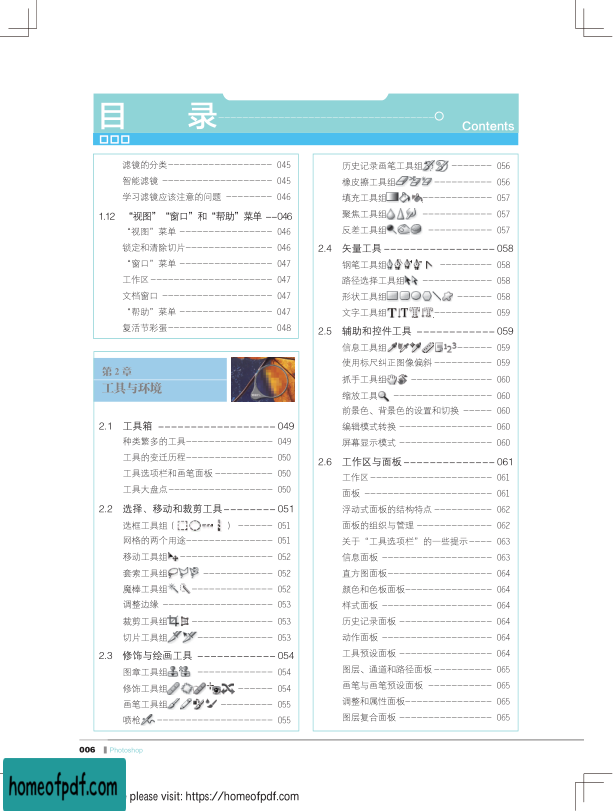 目 录
Contents
滤镜的分类------------------ 045
智能滤镜 ------------------- 045
学习滤镜应该注意的问题 -------- 046
1.12 “视图”“窗口”和“帮助”菜单 --046
“视图”菜单 ---------------- 046
锁定和清除切片--------------- 046
“窗口”菜单 ---------------- 047
工作区--------------------- 047
文档窗口 ------------------- 047
“帮助”菜单 ---------------- 047
复活节彩蛋------------------ 048
第 2 章
工具与环境
2.1 工具箱 ------------------049
种类繁多的工具--------------- 049
工具的变迁历程--------------- 050
工具选项栏和画笔面板 ---------- 050
工具大盘点------------------ 050
2.2 选择、移动和裁剪工具--------051
选框工具组（ ） ------ 051
网格的两个用途--------------- 051
移动工具组 ---------------- 052
套索工具组 ------------ 052
魔棒工具组 -------------- 052
调整边缘 ------------------- 053
裁剪工具组 -------------- 053
切片工具组 ------------- 053
2.3 修饰与绘画工具 ------------054
图章工具组 ------------- 054
修饰工具组 ------ 054
画笔工具组 --------- 055
喷枪 -------------------- 055
历史记录画笔工具组 ------- 056
橡皮擦工具组 ---------- 056
填充工具组 ------------ 057
聚焦工具组 ------------ 057
反差工具组 ----------- 057
2.4 矢量工具 -----------------058
钢笔工具组 --------- 058
路径选择工具组 ------------ 058
形状工具组 ------ 058
文字工具组 ---------- 059
2.5 辅助和控件工具 ------------059
信息工具组 ------ 059
使用标尺纠正图像倾斜 ---------- 059
抓手工具组 -------------- 060
缩放工具 ----------------- 060
前景色、背景色的设置和切换 ----- 060
编辑模式转换 ---------------- 060
屏幕显示模式 ---------------- 060
2.6 工作区与面板--------------061
工作区--------------------- 061
面板 ---------------------- 061
浮动式面板的结构特点 ---------- 062
面板的组织与管理 ------------- 062
关于“工具选项栏”的一些提示---- 063
信息面板 ------------------- 063
直方图面板------------------ 064
颜色和色板面板--------------- 064
样式面板 ------------------- 064
历史记录面板 ---------------- 064
动作面板 ------------------- 064
工具预设面板 ---------------- 064
图层、通道和路径面板 ---------- 065
画笔与画笔预设面板 ----------- 065
调整和属性面板--------------- 065
图层复合面板 ---------------- 065
006 Photoshop
homeofpdf.com
please visit: https://homeofpdf.com